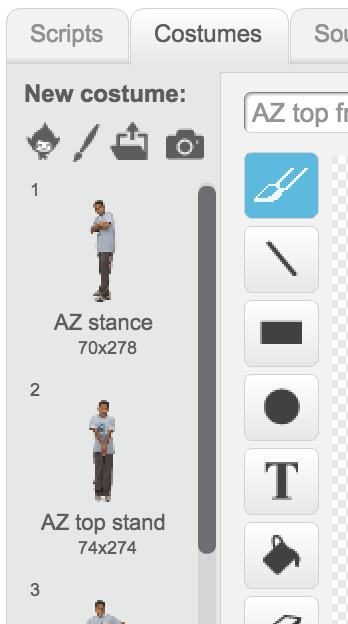 Scripts
Costumes
Sou
New costume:
AZ top fr
1
AZ stance
70x278
2
AZ top stand
74x274
3
T